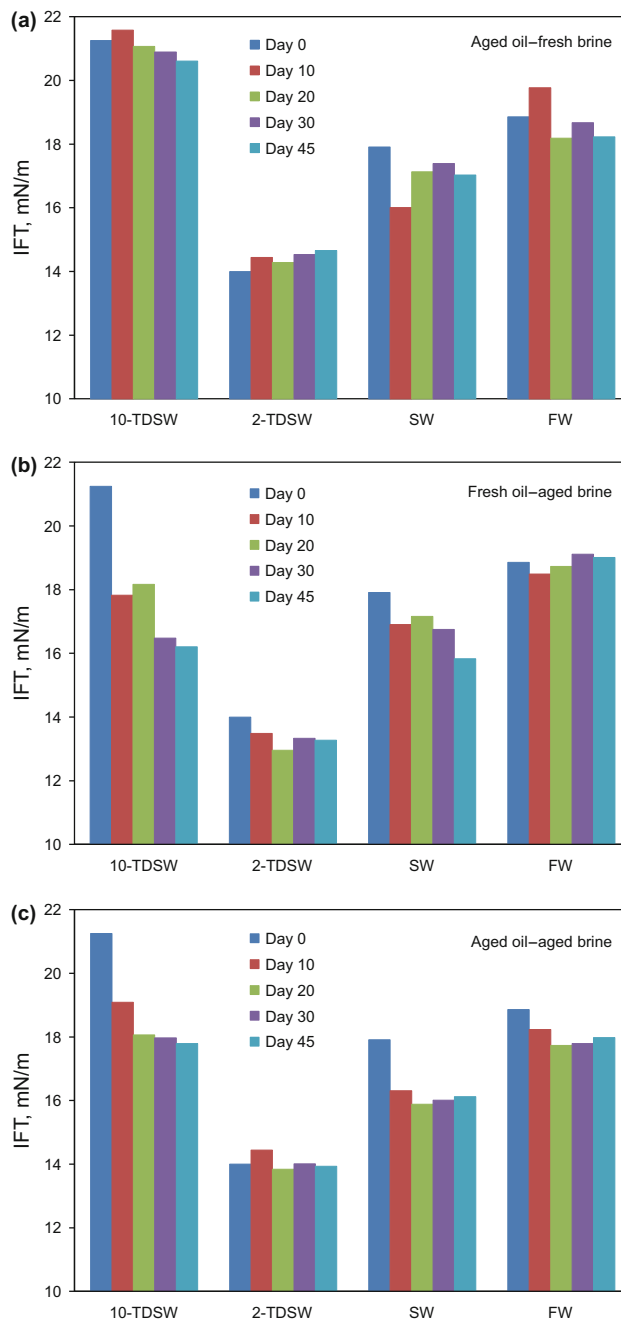 (a)
22
20
18
16
14
12
10
IFT, mN/m
Day 0
Day 10
Day 20
Day 30
Day 45
Aged oil–fresh brine
10-TDSW 2-TDSW SW FW
(b)
22
20
18
16
14
12
10
IFT, mN/m
Day 0
Day 10
Day 20
Day 30
Day 45
Fresh oil–aged brine
10-TDSW 2-TDSW SW FW
(c)
22
20
18
16
14
12
10
IFT, mN/m
Day 0
Day 10
Day 20
Day 30
Day 45
Aged oil–aged brine
10-TDSW 2-TDSW SW FW